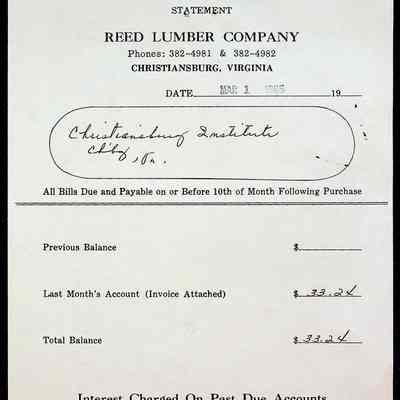 STATEMENT
REED LUMBER COMPANY
Phones: 382-4981 & 382-4982
CHRISTIANSBURG, VIRGINIA
DATE MAR 1 19
Christiansburg Institute
Ch'bg, Va.
All Bills Due and Payable on or Before 10th of Month Following Purchase
Previous Balance $
Last Month's Account (Invoice Attached) $ 33.24
Total Balance $ 33.24
Interest Charged On Past Due Accounts